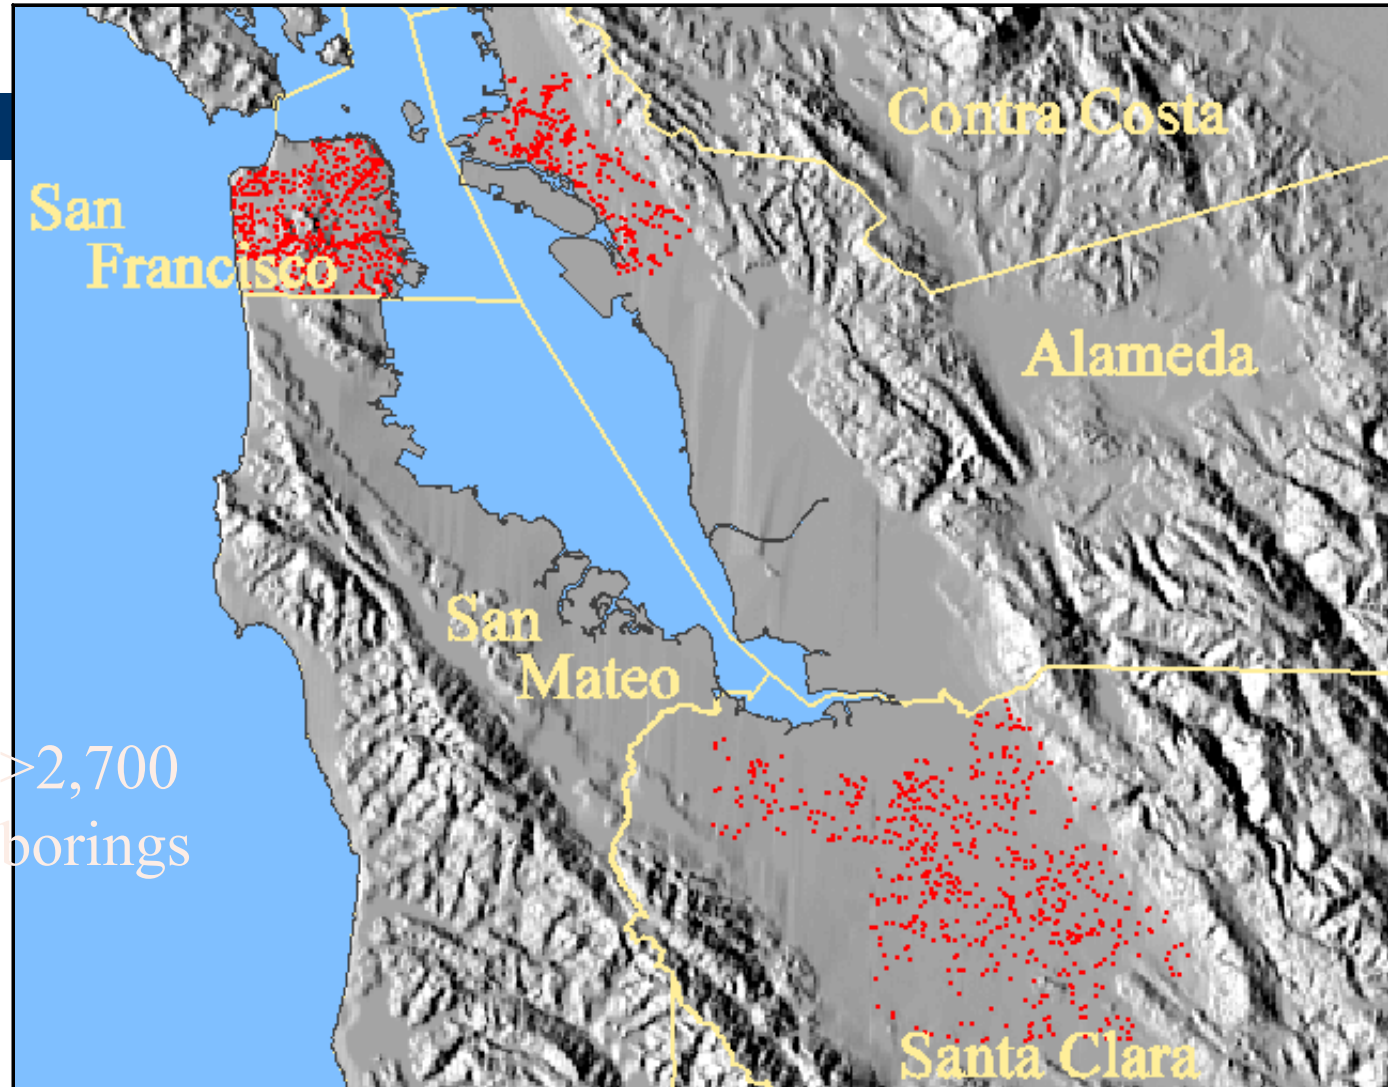 Contra Costa
San
Francisco
Alameda
San
Mateo
>2,700
borings
Santa Clara